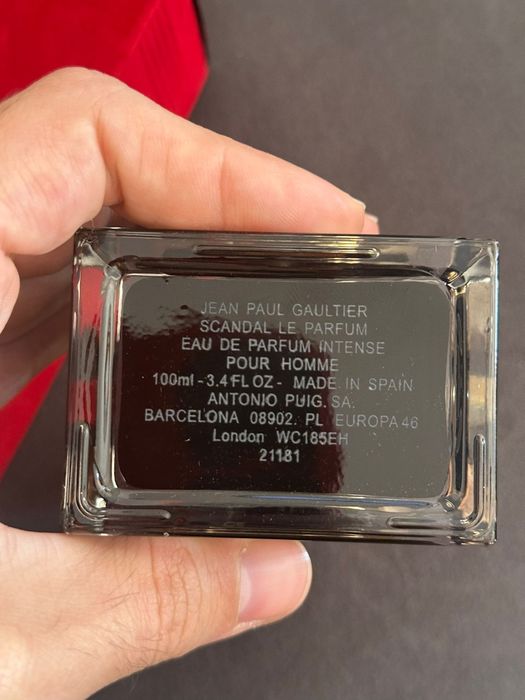 JEAN PAUL GAULTIER
SCANDAL LE PARFUM
EAU DE PARFUM INTENSE
POUR HOMME
100ml - 3.4 FL OZ - MADE IN SPAIN
ANTONIO PUIG. SA.
BARCELONA 08902. PL EUROPA 46
London WC185EH
21181